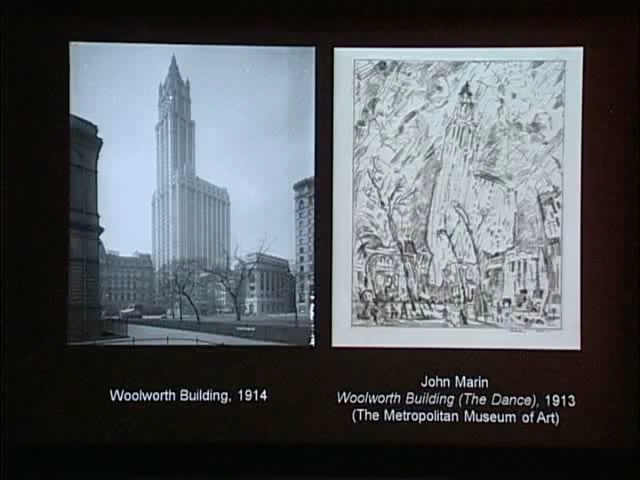 Woolworth Building, 1914
John Marin
Woolworth Building (The Dance), 1913
(The Metropolitan Museum of Art)